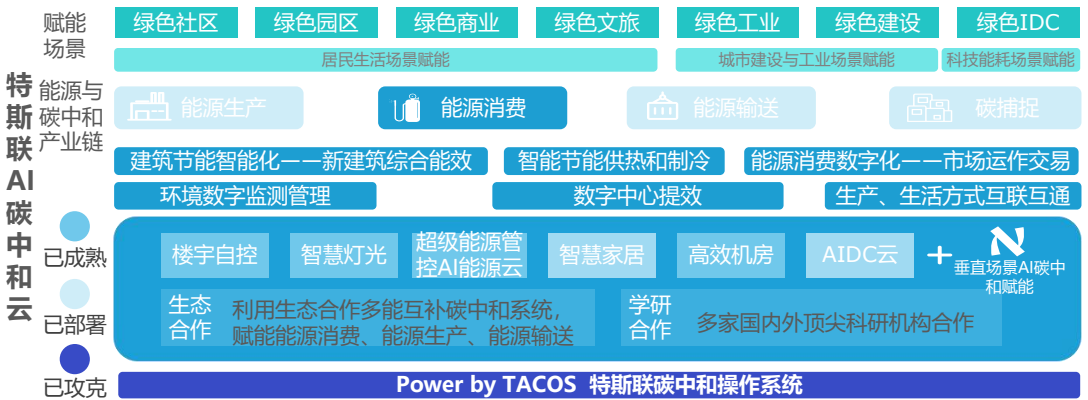 特斯联AI碳中和云
赋能
场景
绿色社区
绿色园区
绿色商业
绿色文旅
绿色工业
绿色建设
绿色IDC
居民生活场景赋能
城市建设与工业场景赋能
科技能耗场景赋能
能源与
碳中和
产业链
能源生产
能源消费
能源输送
碳捕捉
建筑节能智能化——新建筑综合能效
智能节能供热和制冷
能源消费数字化——市场运作交易
环境数字监测管理
数字中心提效
生产、生活方式互联互通
已成熟
已部署
已攻克
楼宇自控
智慧灯光
超级能源管
控AI能源云
智慧家居
高效机房
AIDC云
+
垂直场景AI碳中
和赋能
生态
合作
利用生态合作多能互补碳中和系统，
赋能能源消费、能源生产、能源输送
学研
合作
多家国内外顶尖科研机构合作
Power by TACOS 特斯联碳中和操作系统